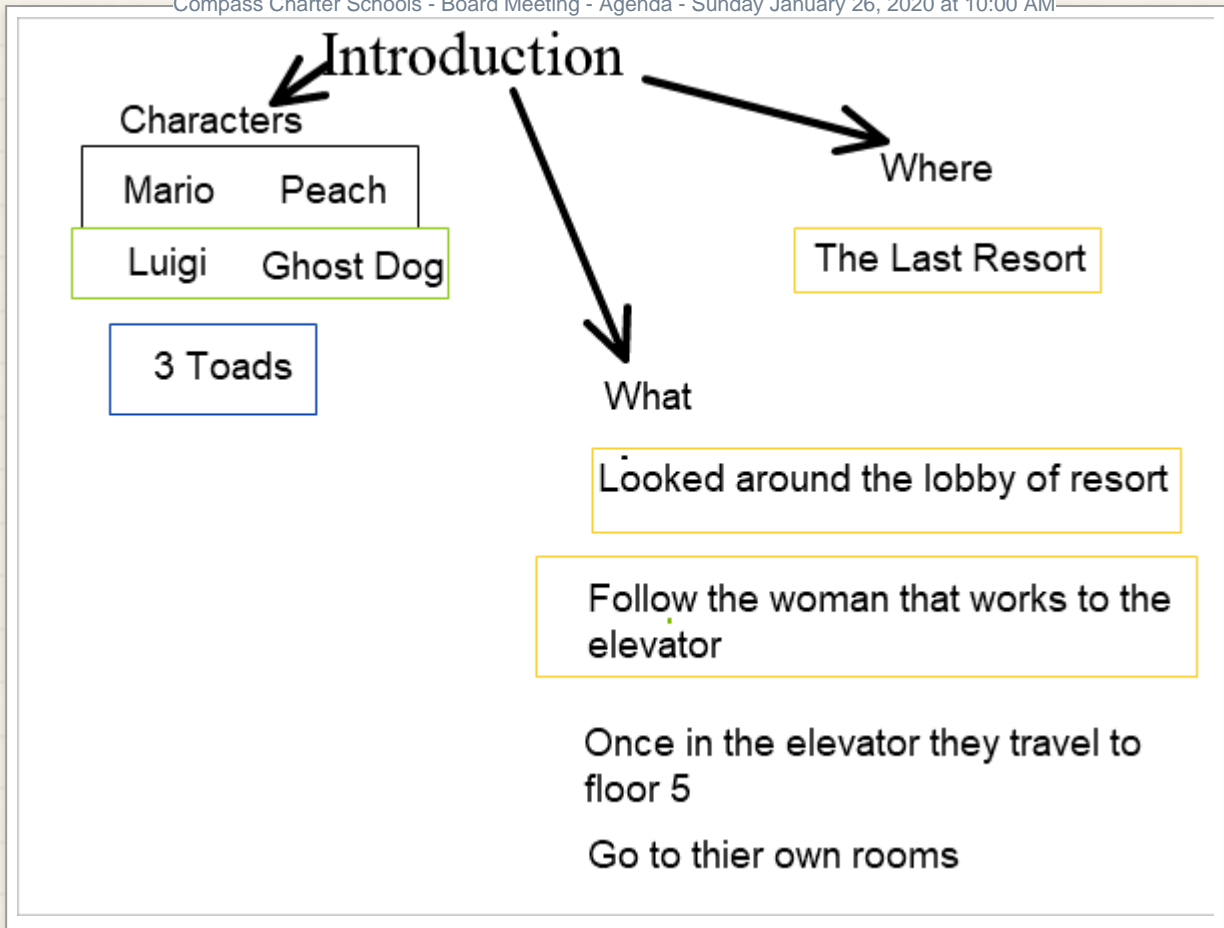 Compass Charter Schools - Board Meeting - Agenda - Sunday January 26, 2020 at 10:00 AM
Introduction
Characters
Mario Peach
Luigi Ghost Dog
3 Toads
Where
The Last Resort
What
Looked around the lobby of resort
Follow the woman that works to the
elevator
Once in the elevator they travel to
floor 5
Go to thier own rooms